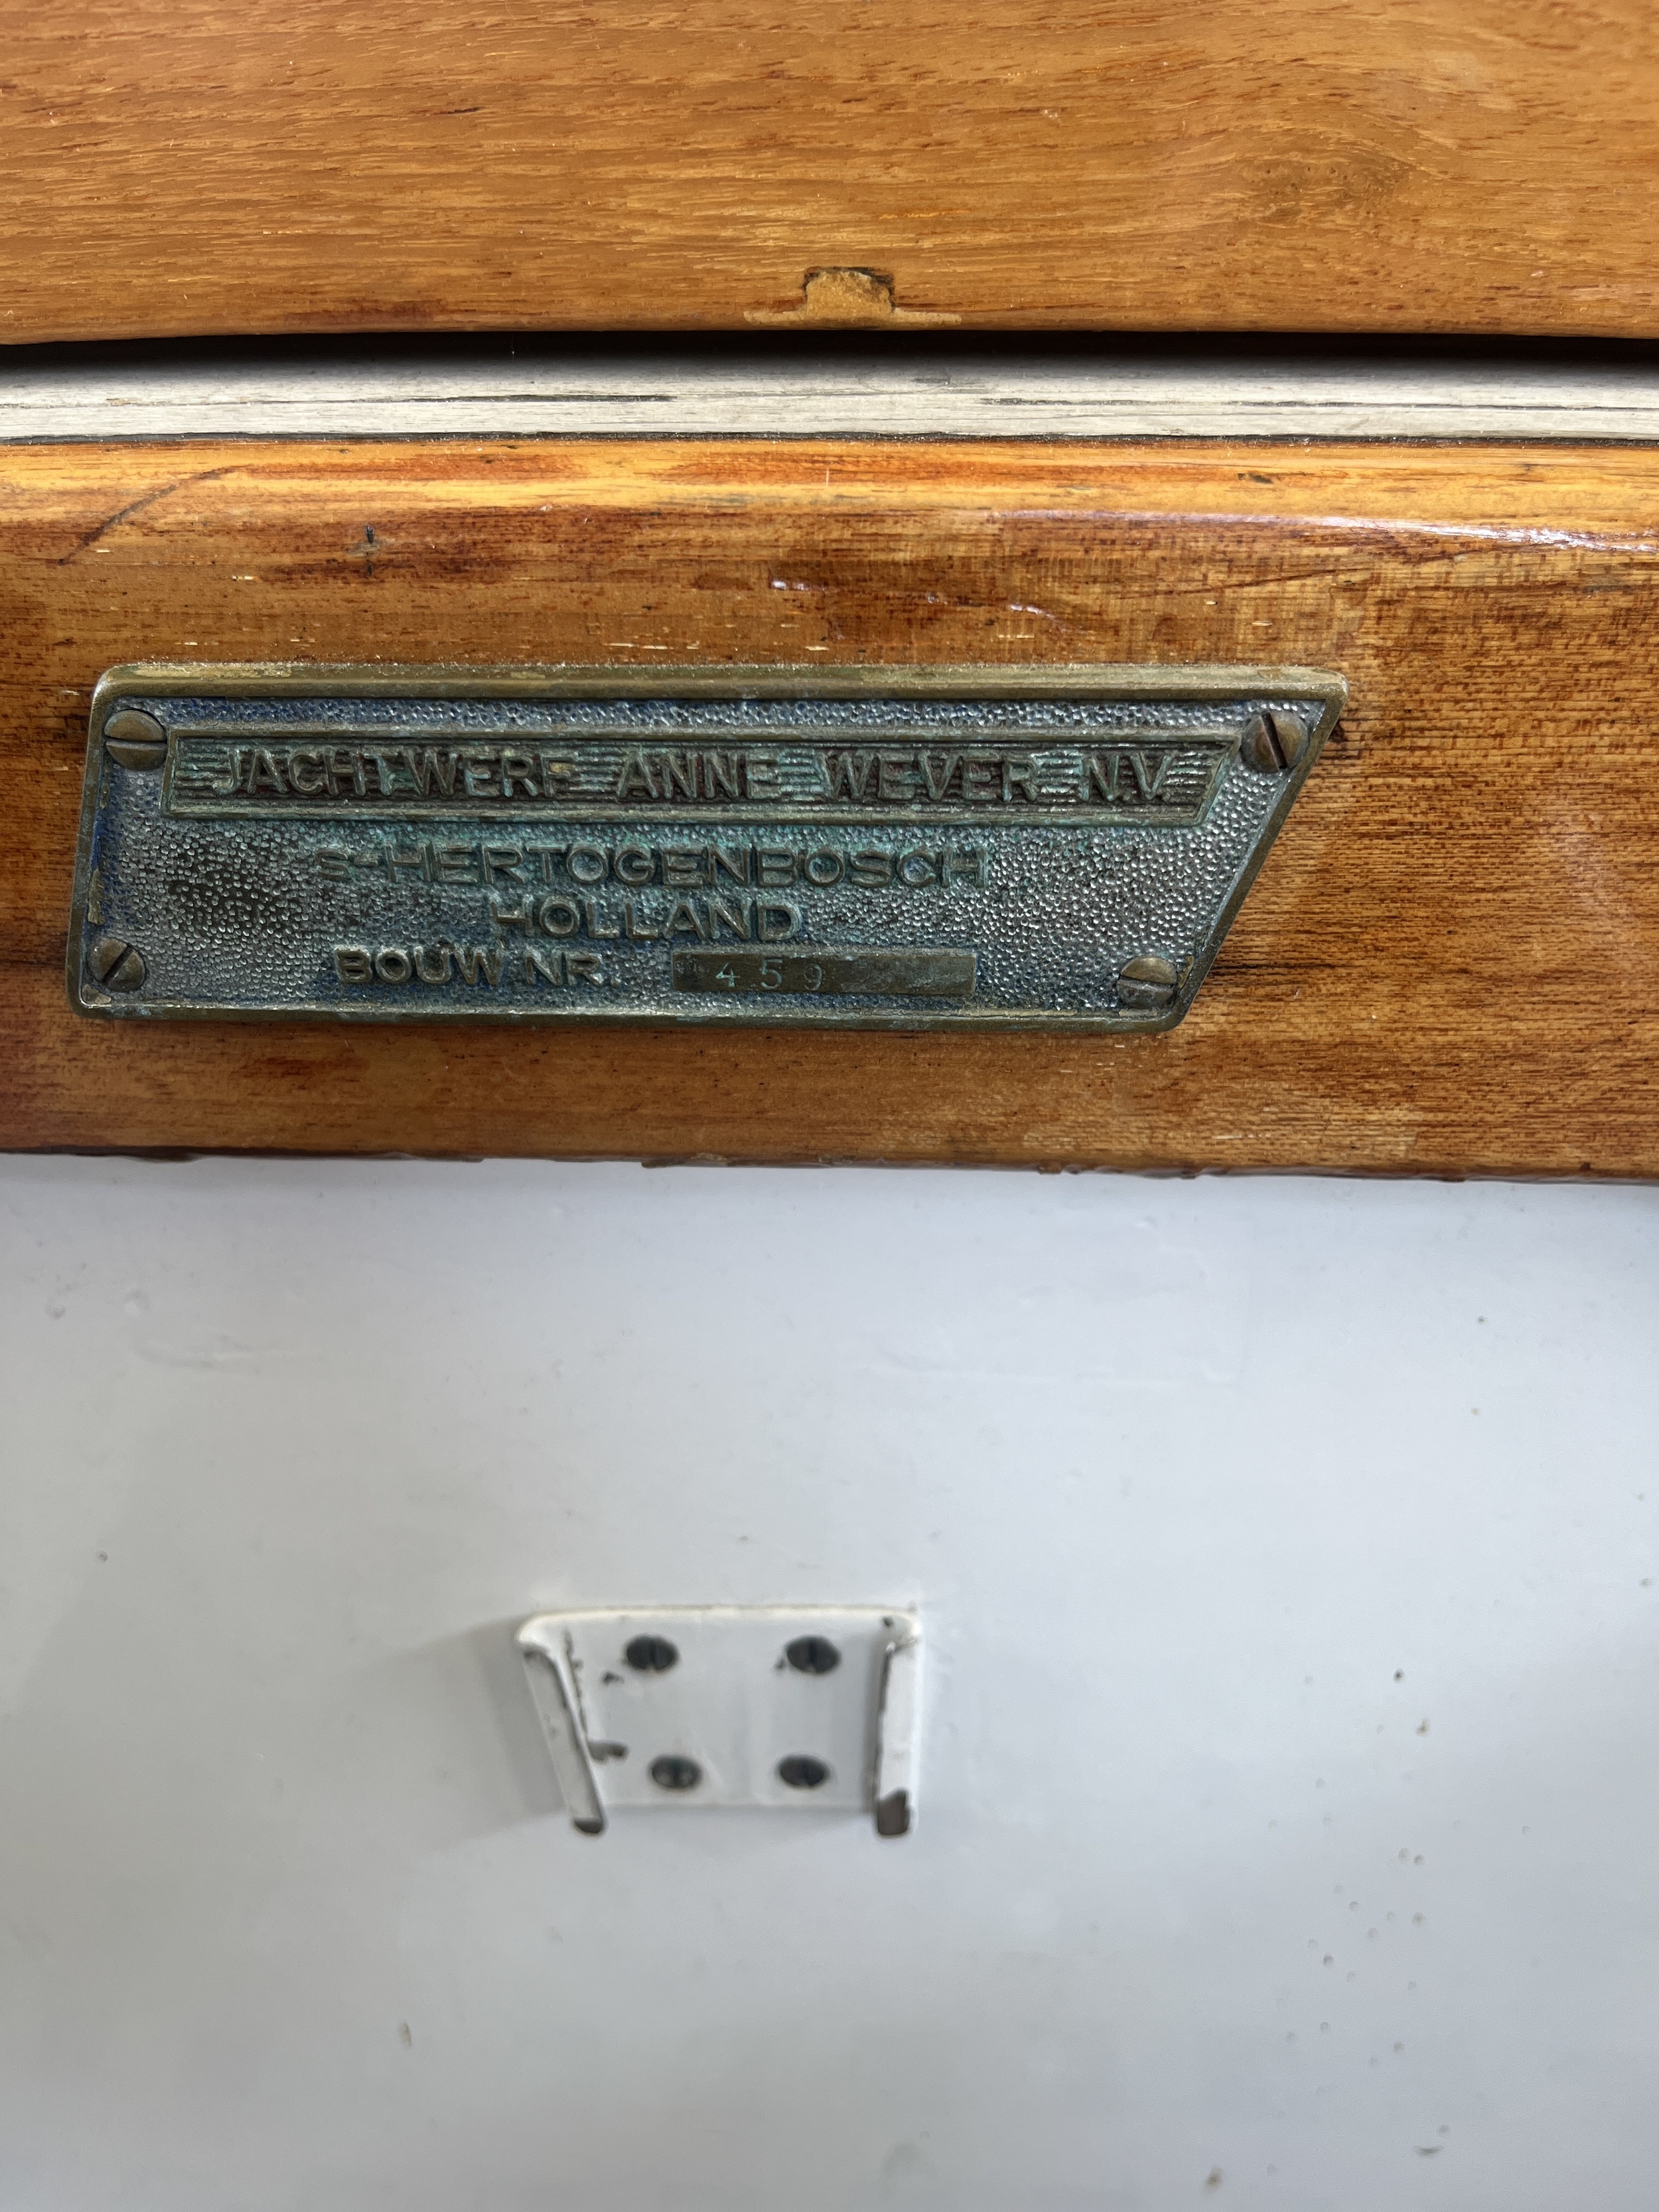 JACHTWERF ANNE WEVER N.V.
S-HERTOGENBOSCH
HOLLAND
BOUW NR. 459